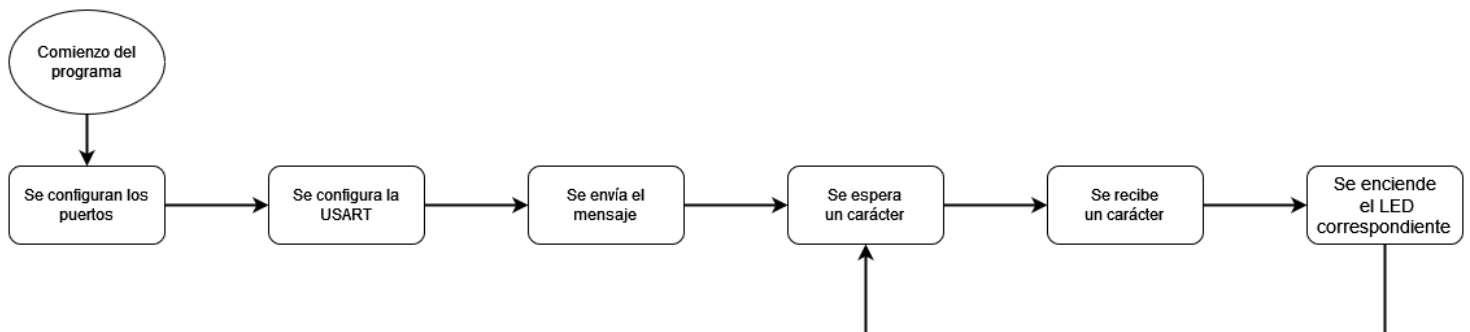 Comienzo del
programa
Se configuran los
puertos
Se configura la
USART
Se envía el
mensaje
Se espera
un carácter
Se recibe
un carácter
Se enciende
el LED
correspondiente